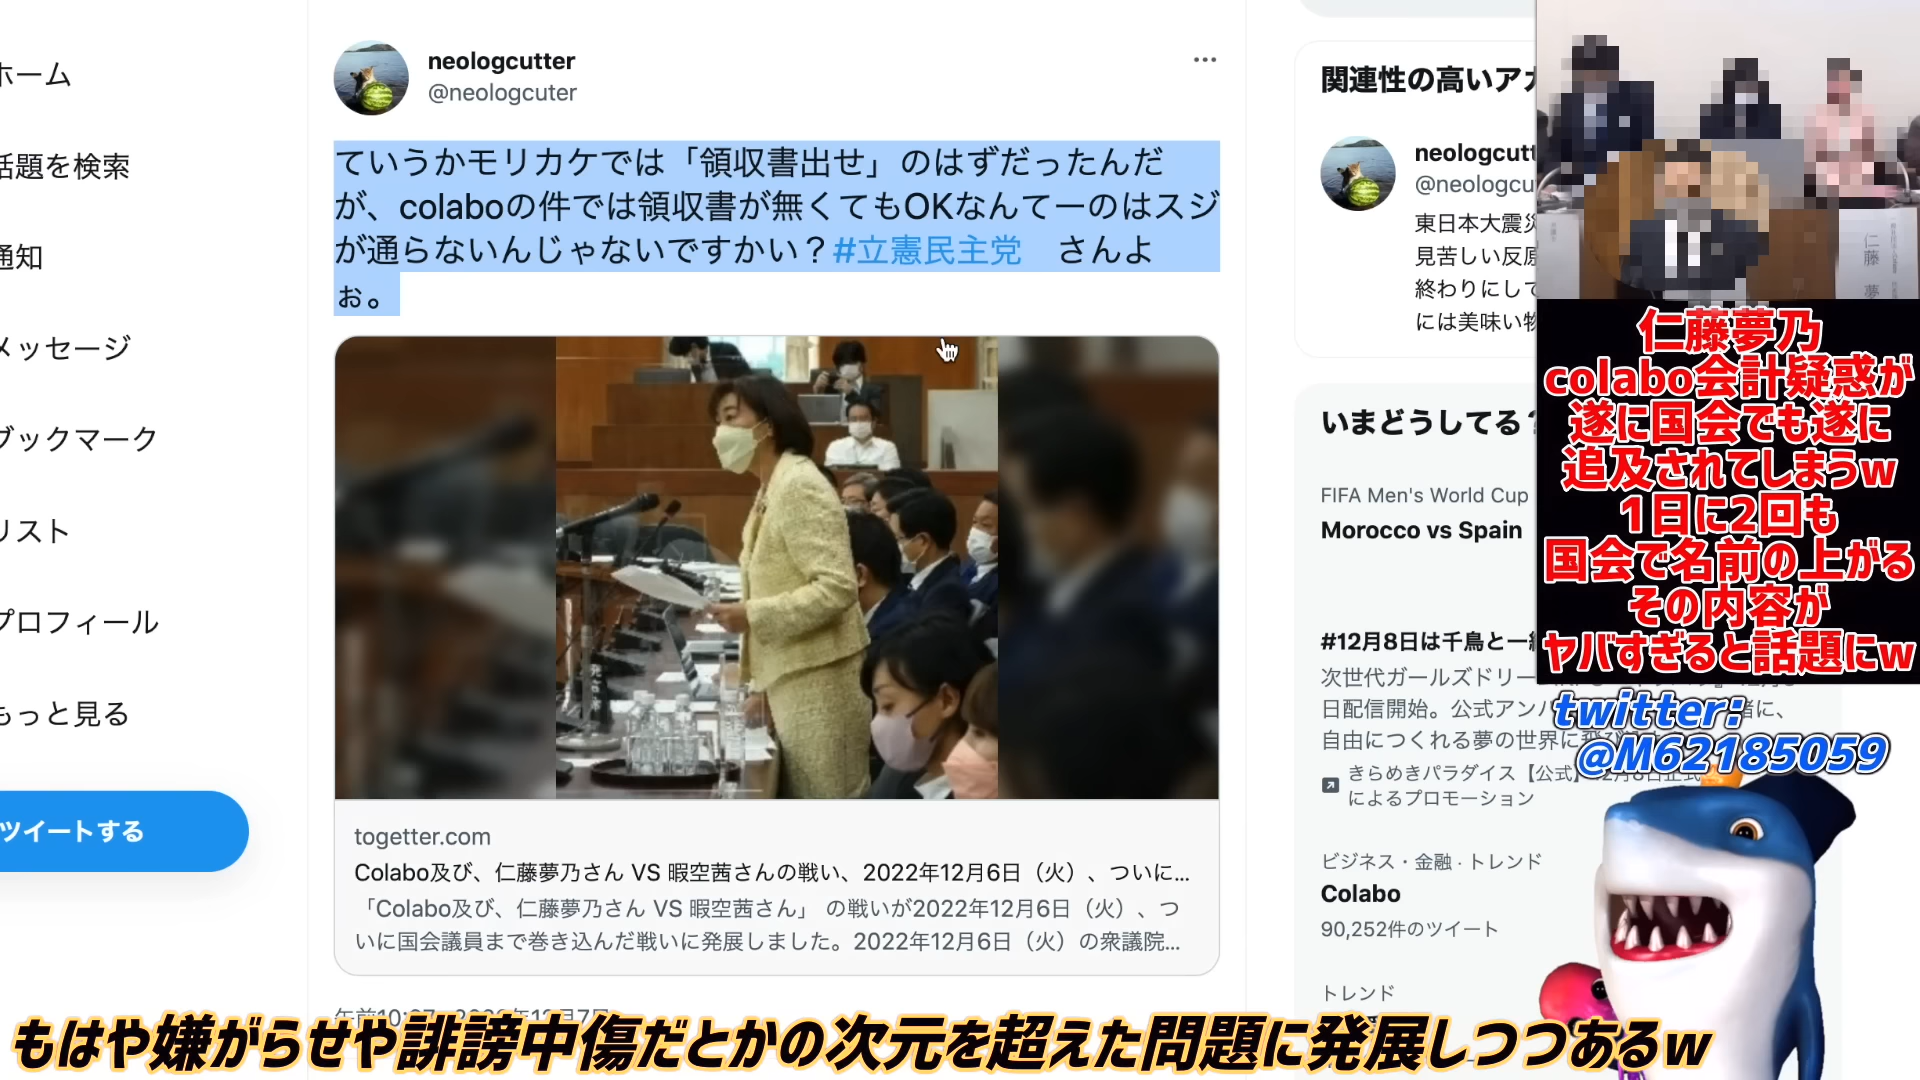 ホーム
話題を検索
通知
メッセージ
ブックマーク
リスト
プロフィール
もっと見る
ツイートする
neologcutter
@neologcuter
ていうかモリカケでは「領収書出せ」のはずだったんだ
が、colaboの件では領収書が無くてもOKなんてーのはスジ
が通らないんじゃないですかい？#立憲民主党　さんよ
ぉ。
togetter.com
Colabo及び、仁藤夢乃さん VS 暇空茜さんの戦い、2022年12月6日（火）、ついに...
「Colabo及び、仁藤夢乃さん VS 暇空茜さん」 の戦いが2022年12月6日（火）、つ
いに国会議員まで巻き込んだ戦いに発展しました。2022年12月6日（火）の衆議院...
関連性の高いアカ
neologcutt
@neologcu
東日本大震災
見苦しい反原
終わりにして
には美味い物
いまどうしてる？
FIFA Men's World Cup
Morocco vs Spain
#12月8日は千鳥と一緒
次世代ガールズドリー
日配信開始。公式アンバ
緒に、
自由につくれる夢の世界に飛び
きらめきパラダイス【公式】12月8日正式
によるプロモーション
ビジネス・金融 · トレンド
Colabo
90,252件のツイート
トレンド
仁藤 夢
仁藤夢乃
colabo会計疑惑が
遂に国会でも遂に
追及されてしまうw
1日に2回も
国会で名前の上がる
その内容が
ヤバすぎると話題にw
twitter:
@M62185059
もはや嫌がらせや誹謗中傷だとかの次元を超えた問題に発展しつつあるw